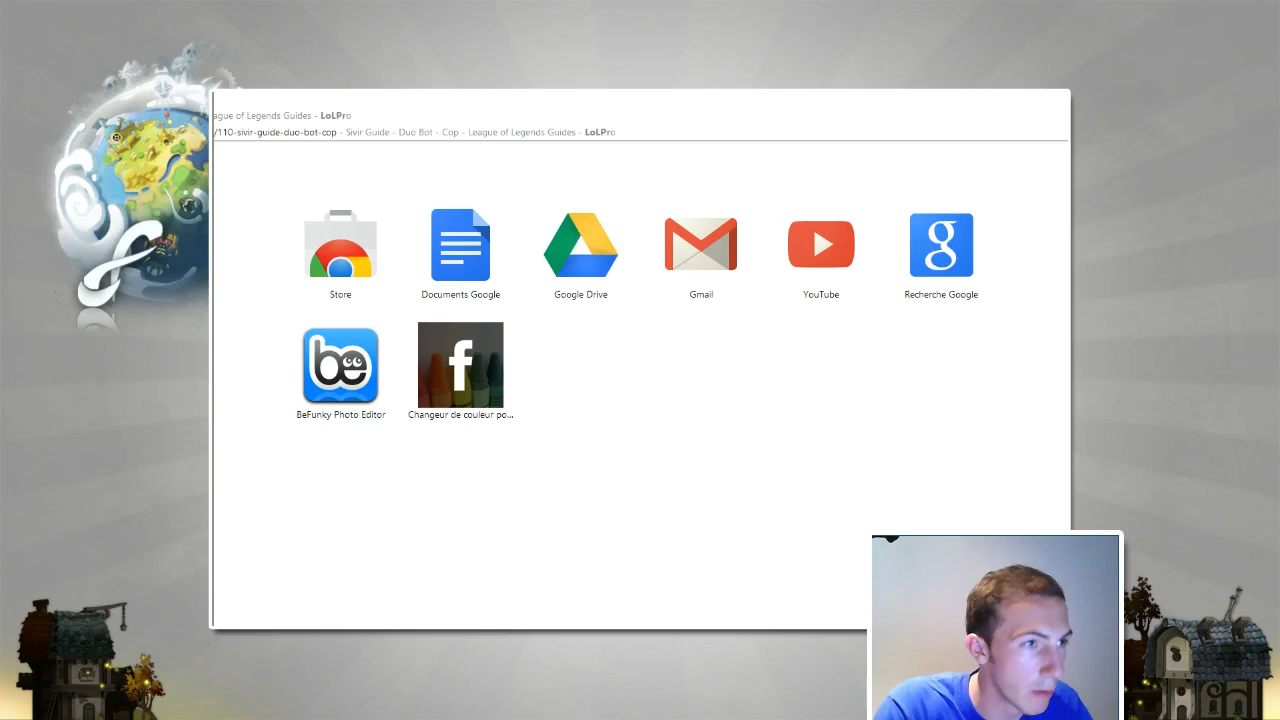 ague of Legends Guides - LoLPro
/110-sivir-guide-duo-bot-cop - Sivir Guide - Duo Bot - Cop - League of Legends Guides - LoLPro
Store
Documents Google
Google Drive
Gmail
YouTube
Recherche Google
be
f
BeFunky Photo Editor
Changeur de couleur po...